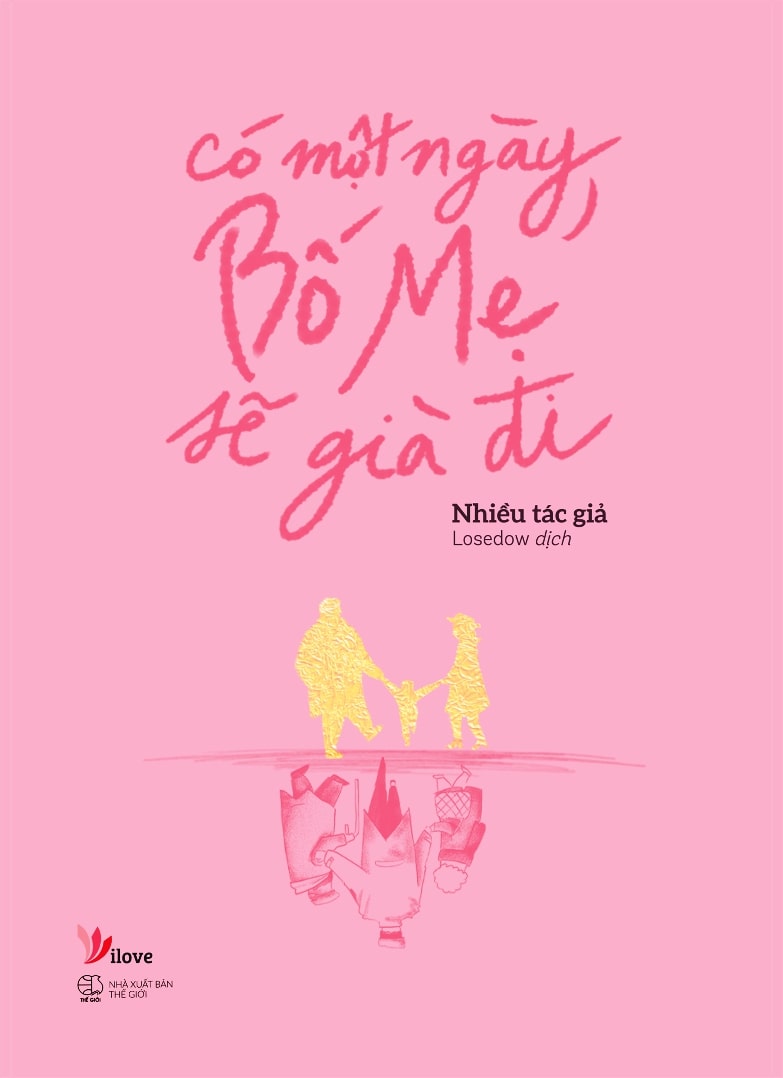 có một ngày,
Bố Mẹ
sẽ già đi
Nhiều tác giả
Losedow dịch
ilove
NHÀ XUẤT BẢN
THẾ GIỚI
THẾ GIỚI